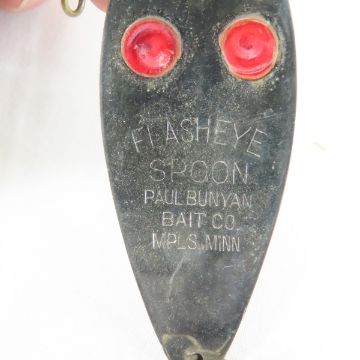 FLASHEYE
SPOON
PAUL BUNYAN
BAIT CO.
MPLS. MINN